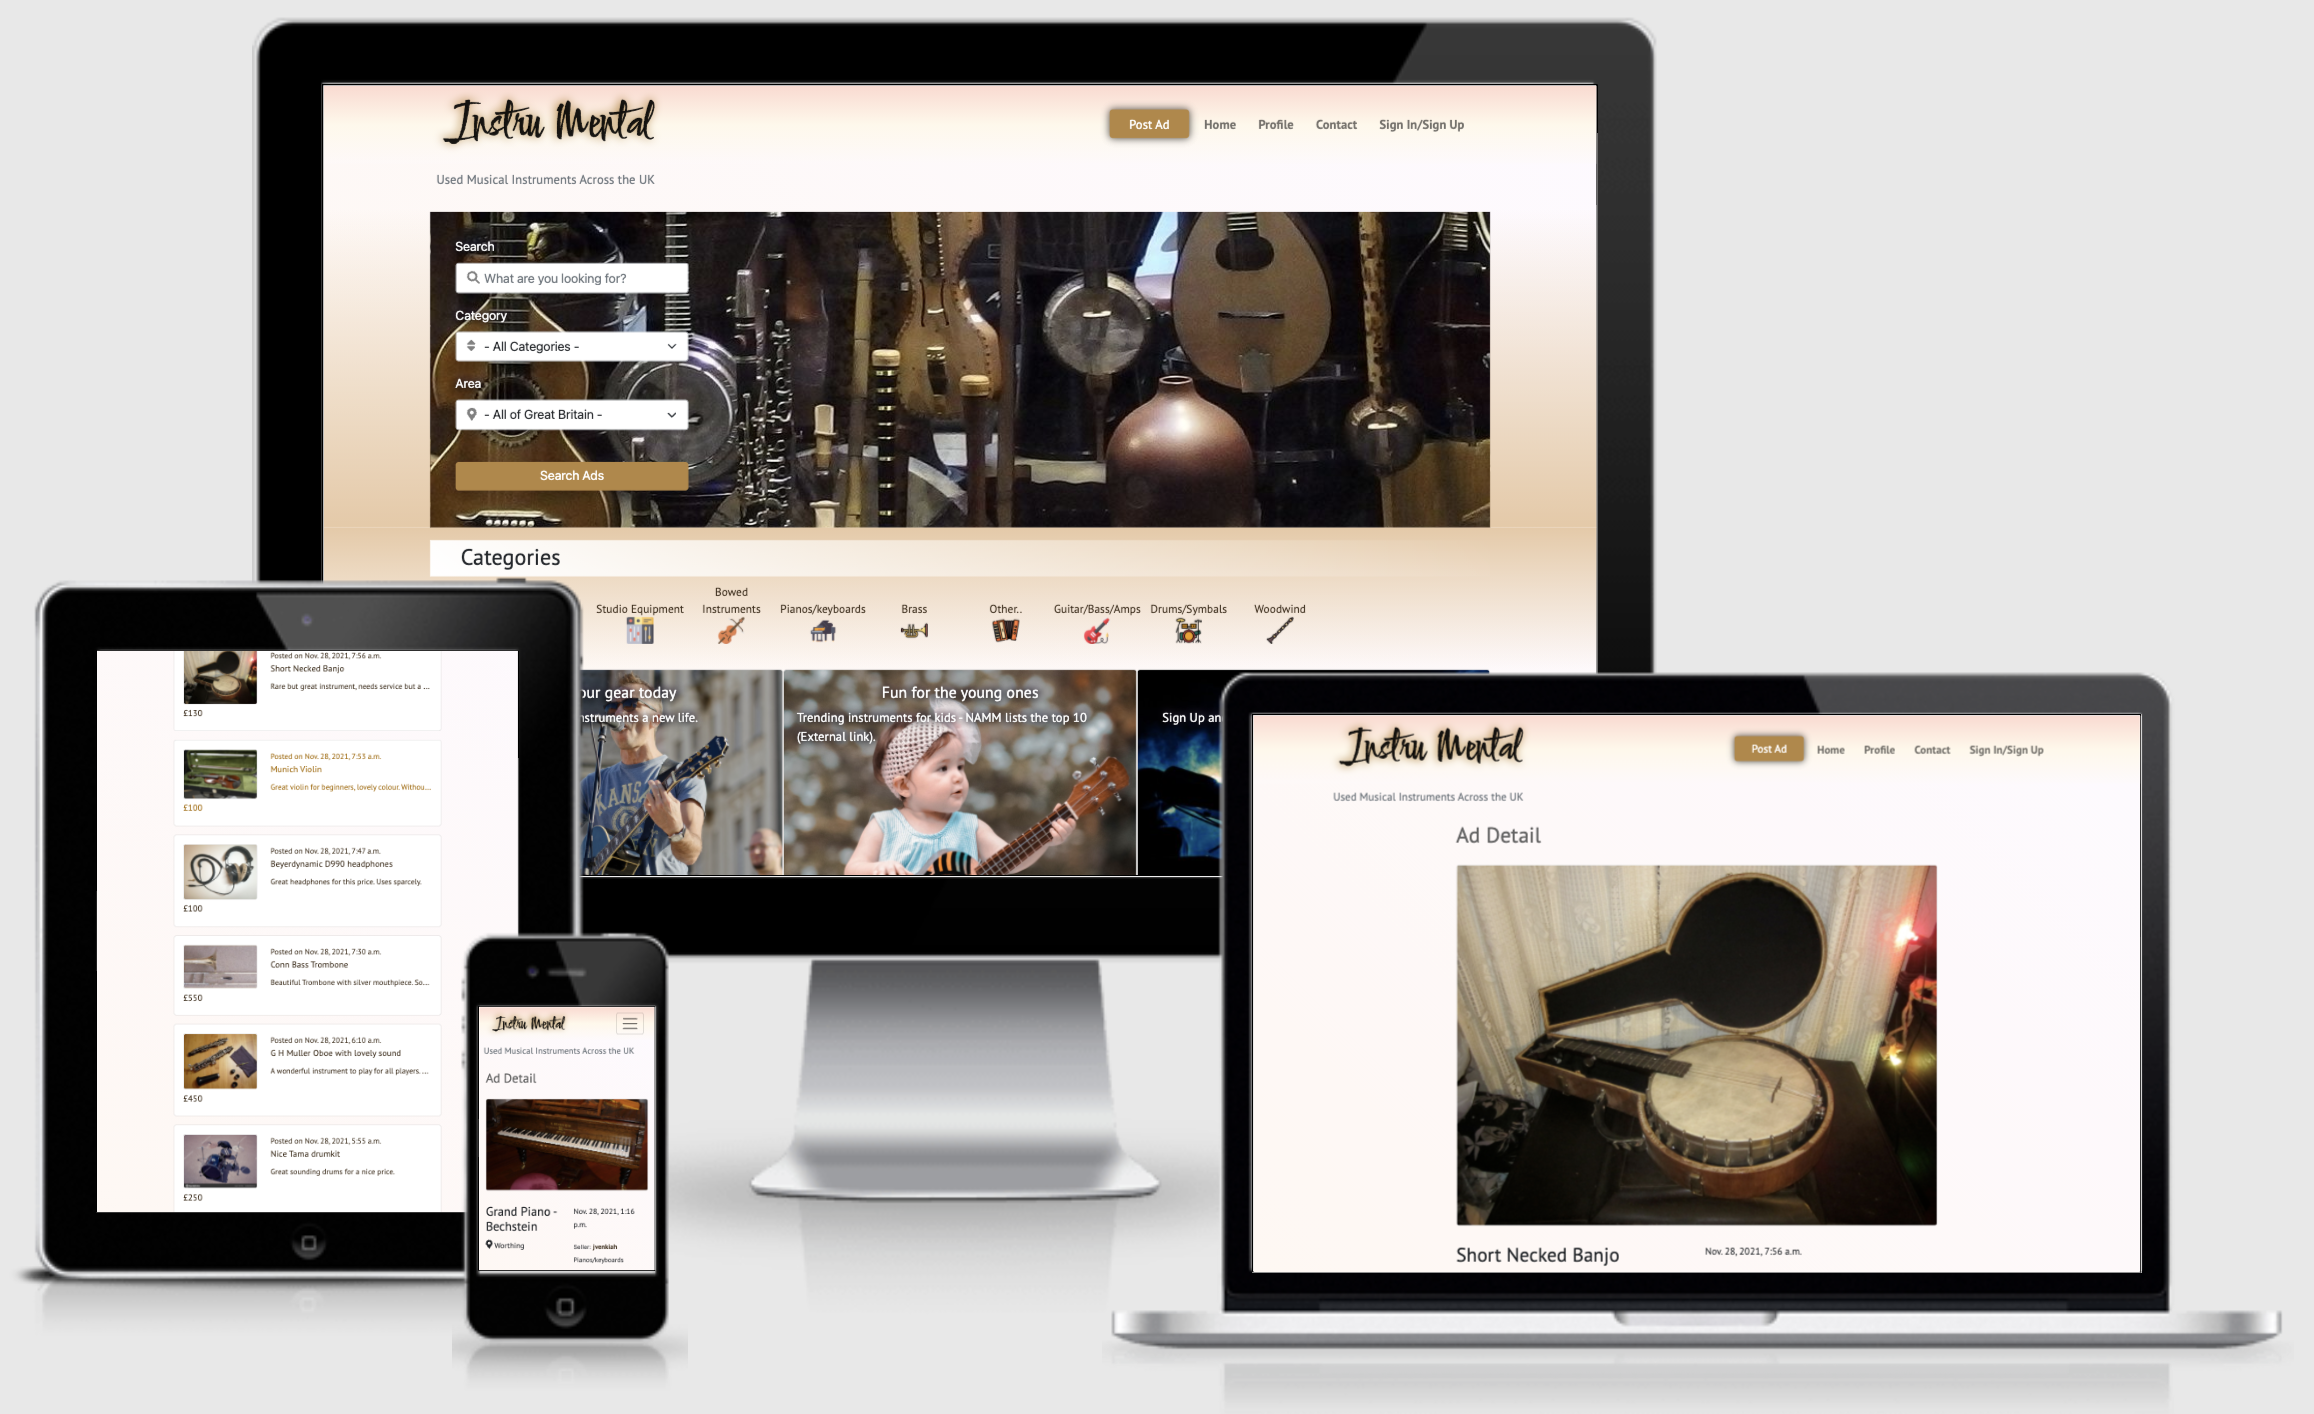 Instru Mental
Post Ad Home Profile Contact Sign In/Sign Up
Used Musical Instruments Across the UK
Search
What are you looking for?
Category
- All Categories -
Area
- All of Great Britain -
Search Ads
Categories
Studio Equipment
Bowed
Instruments
Pianos/keyboards
Brass
Other..
Guitar/Bass/Amps
Drums/Symbals
Woodwind
our gear today
nstruments a new life.
KANS
Fun for the young ones
Trending instruments for kids - NAMM lists the top 10
(External link).
Sign Up an
Posted on Nov. 28, 2021, 7:56 a.m.
Short Necked Banjo
Rare but great instrument, needs service but a ...
£130
Posted on Nov. 28, 2021, 7:53 a.m.
Munich Violin
Great violin for beginners, lovely colour. Withou...
£100
Posted on Nov. 28, 2021, 7:47 a.m.
Beyerdynamic D990 headphones
Great headphones for this price. Uses sparcely.
£100
Posted on Nov. 28, 2021, 7:30 a.m.
Conn Bass Trombone
Beautiful Trombone with silver mouthpiece. So...
£550
Posted on Nov. 28, 2021, 6:10 a.m.
G H Muller Oboe with lovely sound
A wonderful instrument to play for all players. ...
£450
Posted on Nov. 28, 2021, 5:55 a.m.
Nice Tama drumkit
Great sounding drums for a nice price.
£250
Instru Mental
Used Musical Instruments Across the UK
Ad Detail
Grand Piano -
Bechstein
Worthing
Nov. 28, 2021, 1:16
p.m.
Seller: jvenkiah
Pianos/keyboards
Instru Mental
Post Ad Home Profile Contact Sign In/Sign Up
Used Musical Instruments Across the UK
Ad Detail
Short Necked Banjo
Nov. 28, 2021, 7:56 a.m.